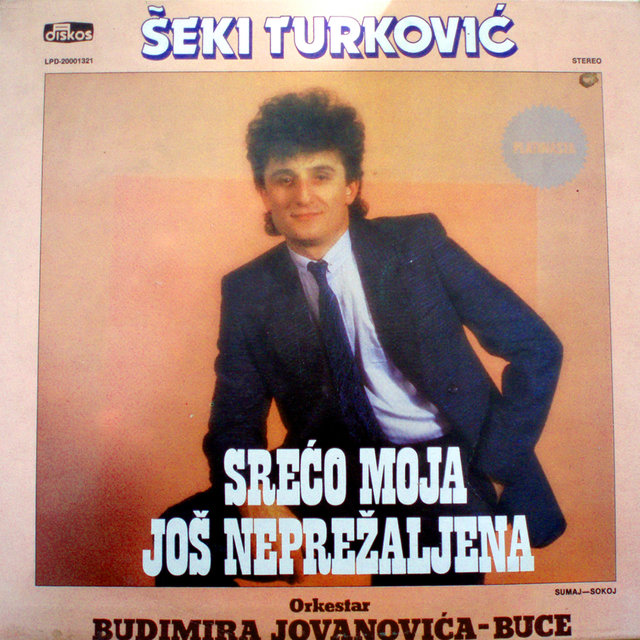 diskos
ŠEKI TURKOVIĆ
LPD-20001321
STEREO
SREĆO MOJA
JOŠ NEPREŽALJENA
SUMAJ—SOKOJ
Orkestar
BUDIMIRA JOVANOVIĆA-BUCE